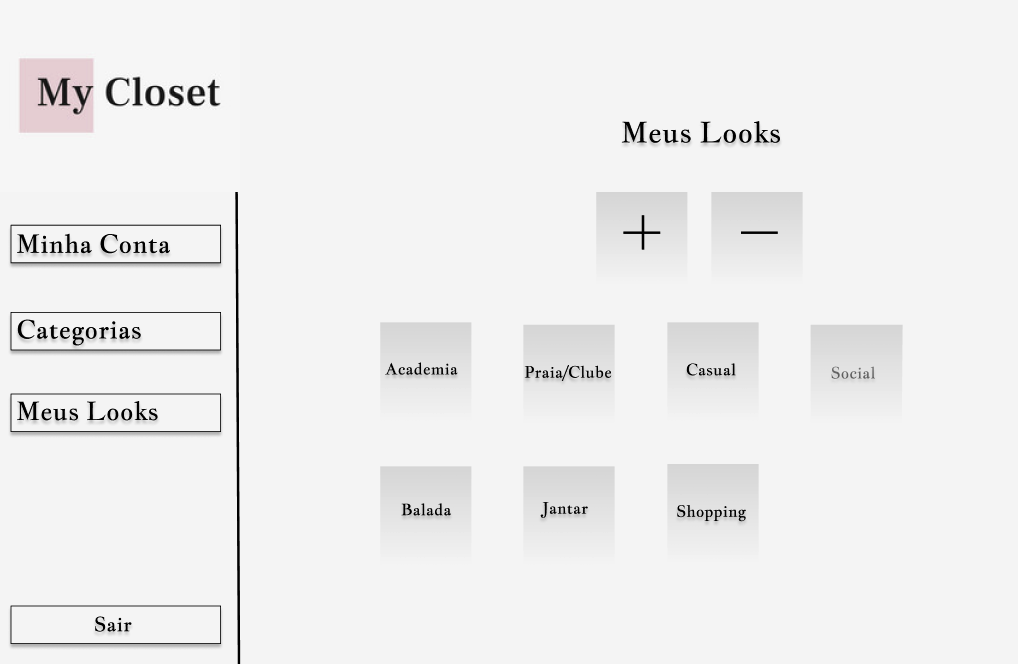 My Closet
Meus Looks
+ −
Minha Conta
Categorias
Meus Looks
Sair
Academia
Praia/Clube
Casual
Social
Balada
Jantar
Shopping